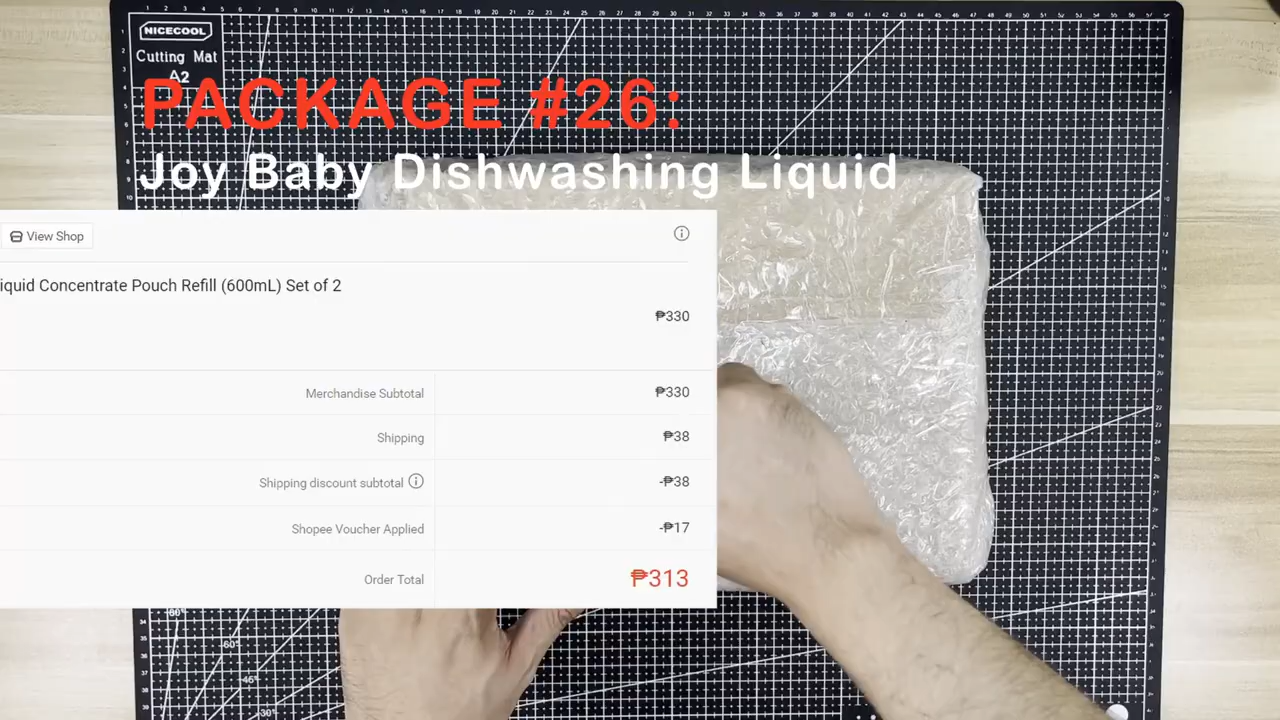 NICECOOL
Cutting Mat
A2
PACKAGE #26:
Joy Baby Dishwashing Liquid
View Shop
iquid Concentrate Pouch Refill (600mL) Set of 2
₱330
Merchandise Subtotal ₱330
Shipping ₱38
Shipping discount subtotal -₱38
Shopee Voucher Applied -₱17
Order Total ₱313